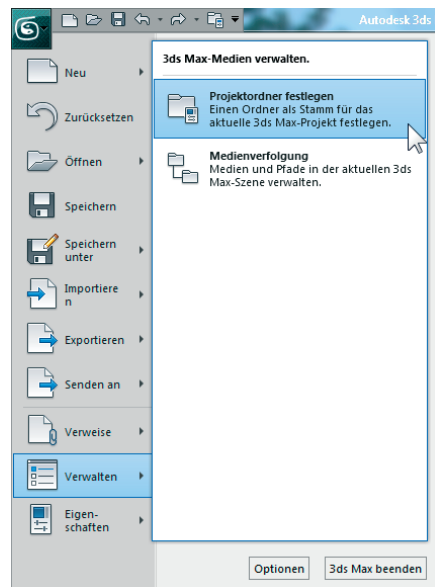 Autodesk 3ds
Neu
Zurücksetzen
Öffnen
Speichern
Speichern
unter
Importiere
n
Exportieren
Senden an
Verweise
Verwalten
Eigen-
schaften
3ds Max-Medien verwalten.
Projektordner festlegen
Einen Ordner als Stamm für das
aktuelle 3ds Max-Projekt festlegen.
Medienverfolgung
Medien und Pfade in der aktuellen 3ds
Max-Szene verwalten.
Optionen
3ds Max beenden